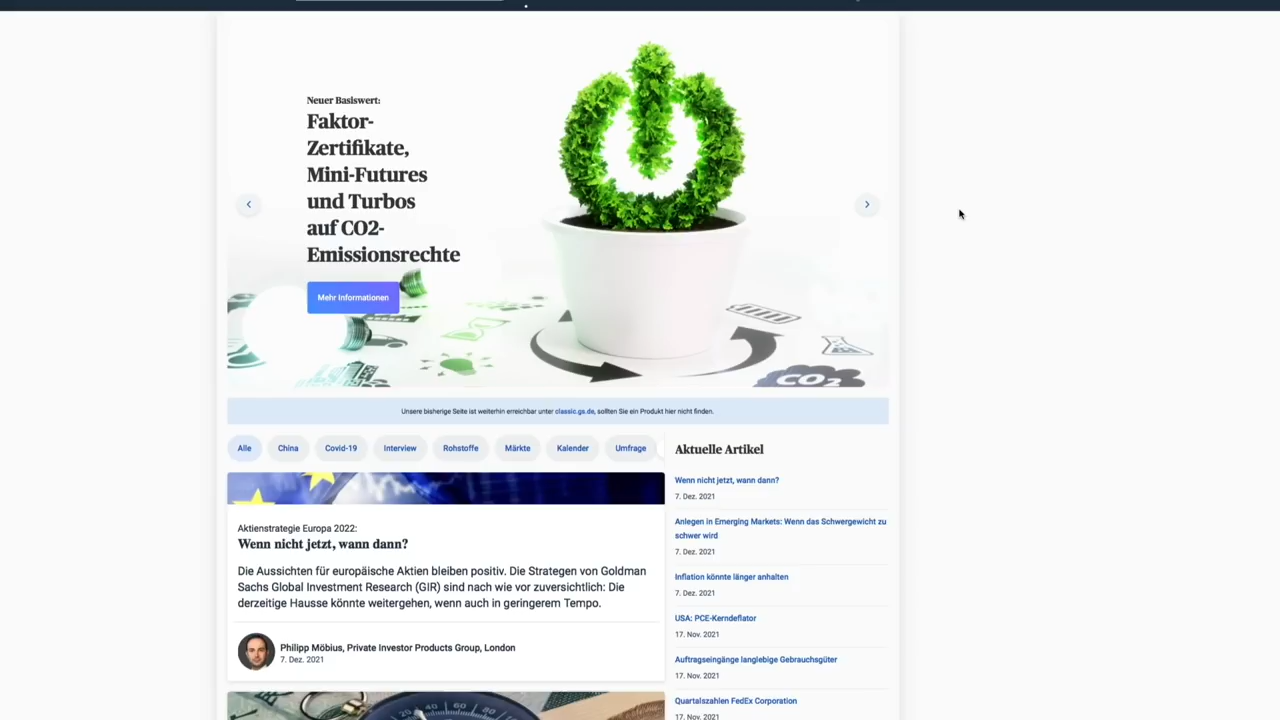 Neuer Basiswert:
Faktor-
Zertifikate,
Mini-Futures
und Turbos
auf CO2-
Emissionsrechte
Mehr Informationen
CO2
Unsere bisherige Seite ist weiterhin erreichbar unter classic.gs.de, sollten Sie ein Produkt hier nicht finden.
Alle China Covid-19 Interview Rohstoffe Märkte Kalender Umfrage
Aktienstrategie Europa 2022:
Wenn nicht jetzt, wann dann?
Die Aussichten für europäische Aktien bleiben positiv. Die Strategen von Goldman
Sachs Global Investment Research (GIR) sind nach wie vor zuversichtlich: Die
derzeitige Hausse könnte weitergehen, wenn auch in geringerem Tempo.
Philipp Möbius, Private Investor Products Group, London
7. Dez. 2021
20 40 60 80
Aktuelle Artikel
Wenn nicht jetzt, wann dann?
7. Dez. 2021
Anlegen in Emerging Markets: Wenn das Schwergewicht zu
schwer wird
7. Dez. 2021
Inflation könnte länger anhalten
7. Dez. 2021
USA: PCE-Kerndeflator
17. Nov. 2021
Auftragseingänge langlebige Gebrauchsgüter
17. Nov. 2021
Quartalszahlen FedEx Corporation
17. Nov. 2021